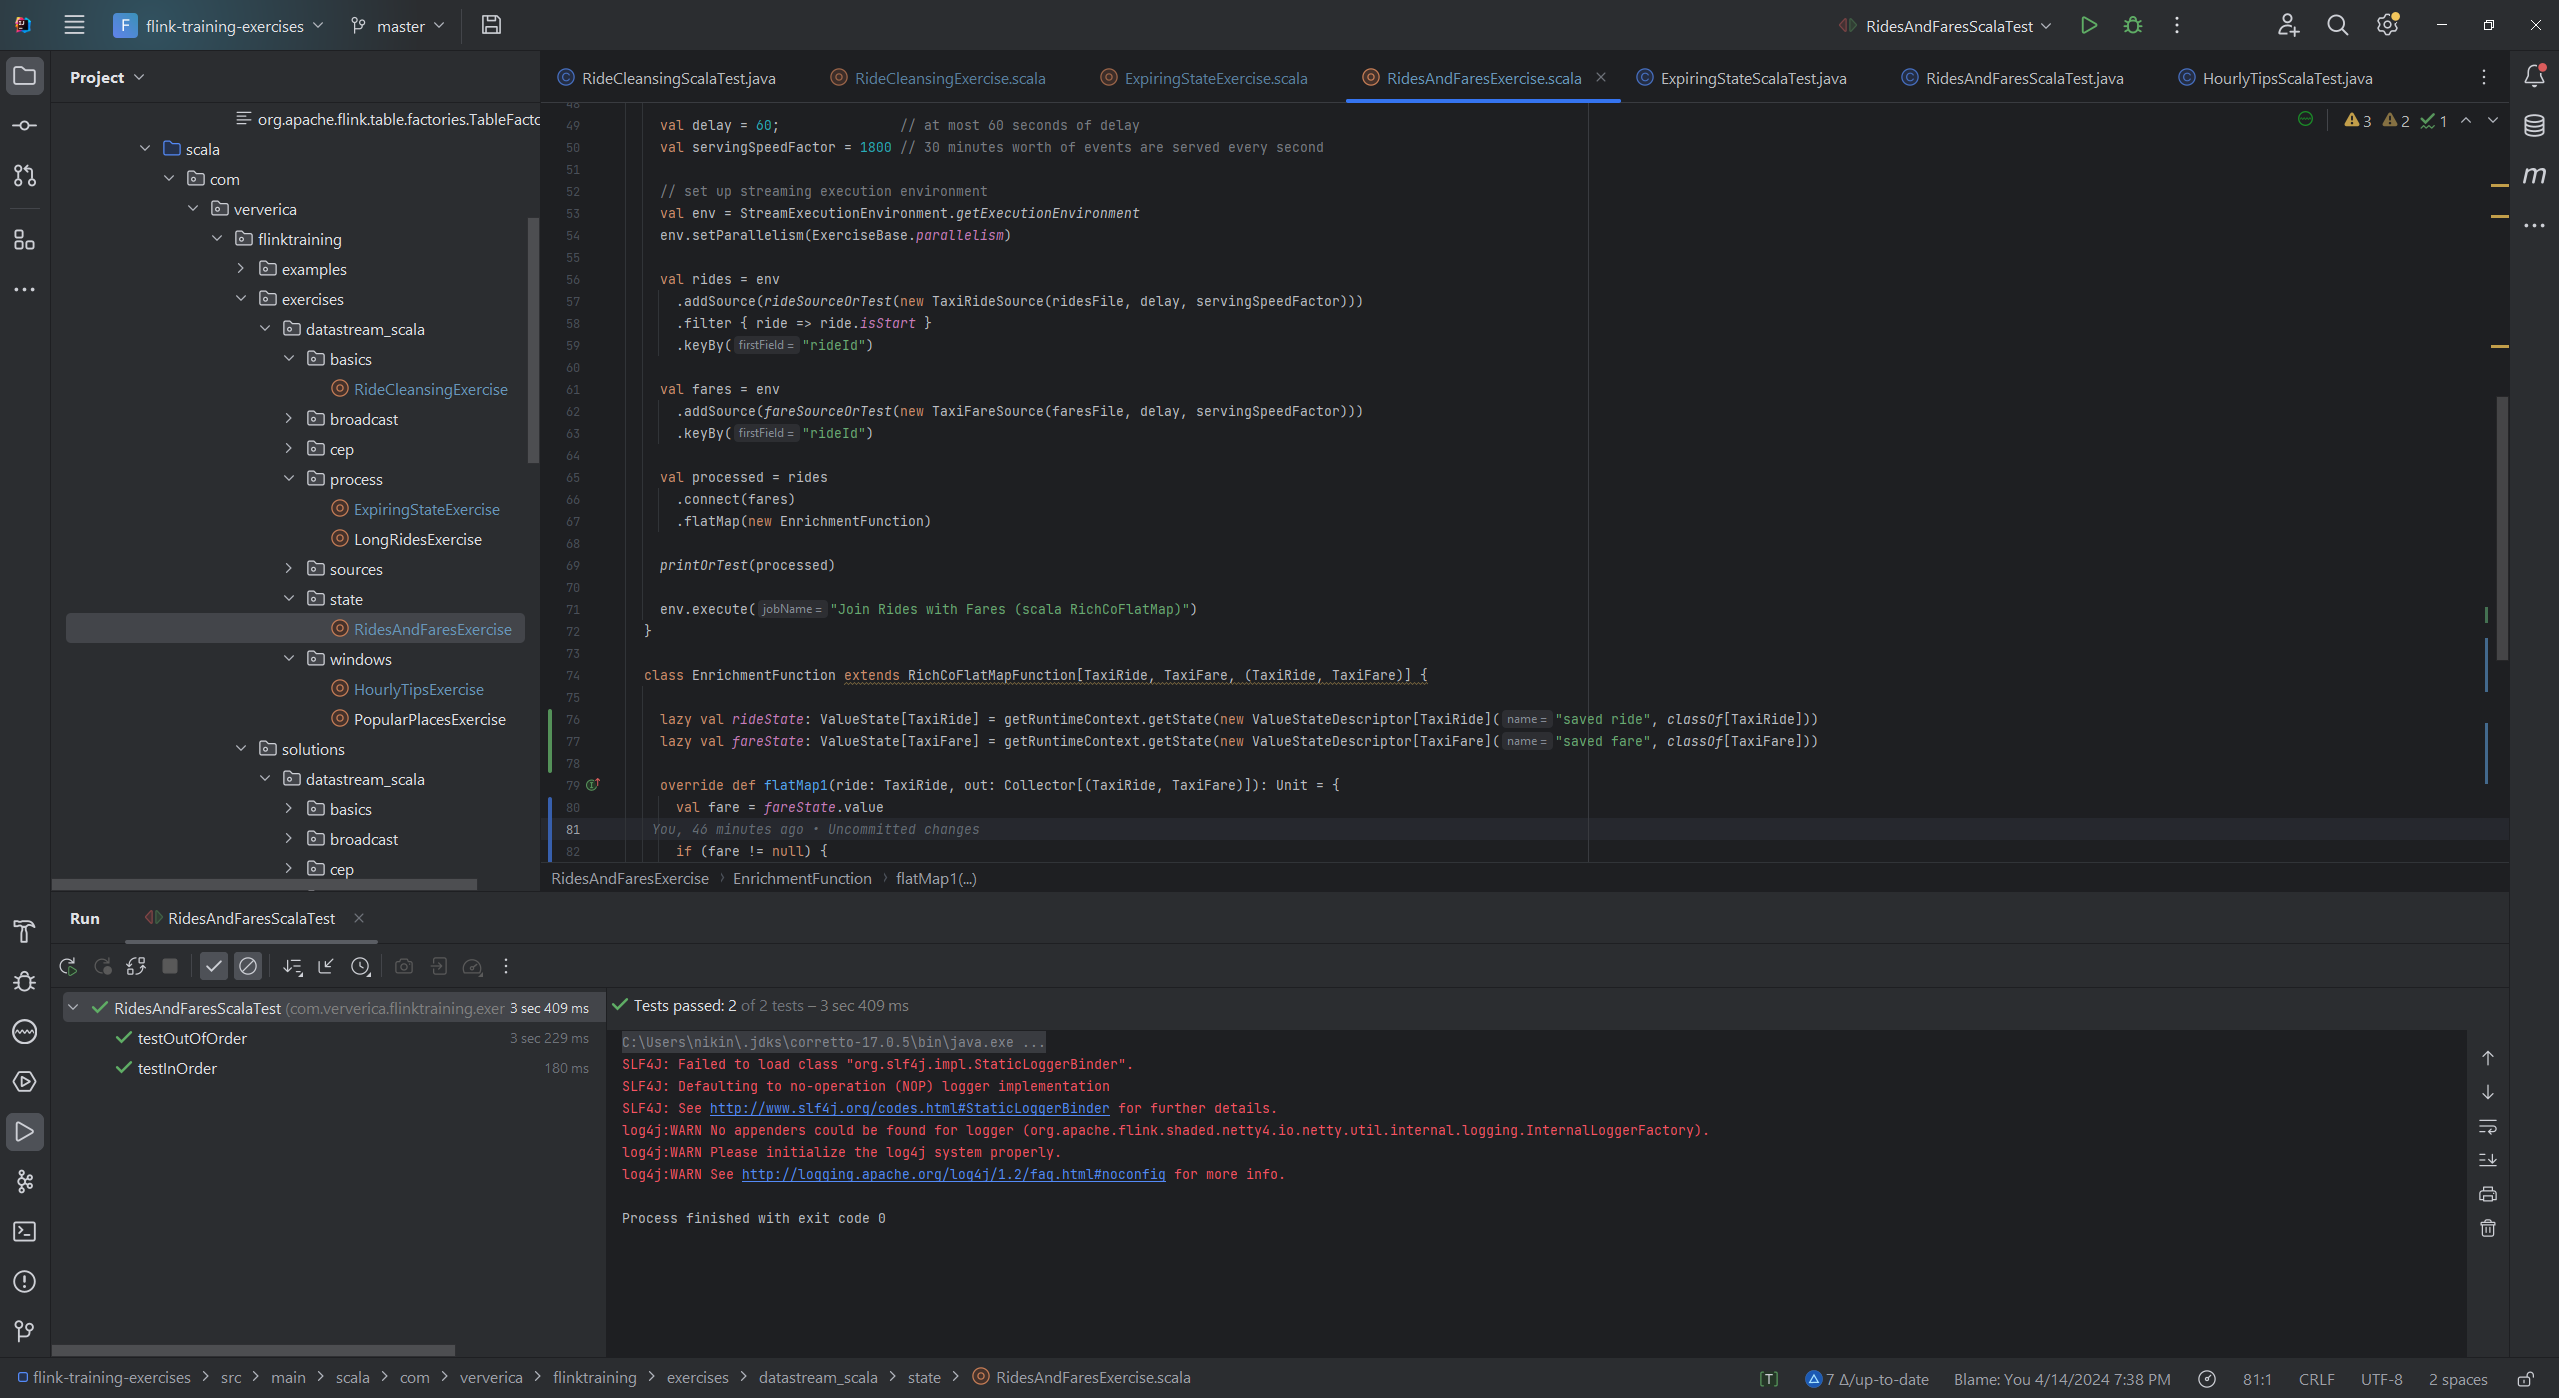 F flink-training-exercises master RidesAndFaresScalaTest
Project
org.apache.flink.table.factories.TableFacto
scala
com
ververica
flinktraining
examples
exercises
datastream_scala
basics
RideCleansingExercise
broadcast
cep
process
ExpiringStateExercise
LongRidesExercise
sources
state
RidesAndFaresExercise
windows
HourlyTipsExercise
PopularPlacesExercise
solutions
datastream_scala
basics
broadcast
cep
RideCleansingScalaTest.java RideCleansingExercise.scala ExpiringStateExercise.scala RidesAndFaresExercise.scala ExpiringStateScalaTest.java RidesAndFaresScalaTest.java HourlyTipsScalaTest.java
3 2 1
48
49 val delay = 60; // at most 60 seconds of delay
50 val servingSpeedFactor = 1800 // 30 minutes worth of events are served every second
51
52 // set up streaming execution environment
53 val env = StreamExecutionEnvironment.getExecutionEnvironment
54 env.setParallelism(ExerciseBase.parallelism)
55
56 val rides = env
57 .addSource(rideSourceOrTest(new TaxiRideSource(ridesFile, delay, servingSpeedFactor)))
58 .filter { ride => ride.isStart }
59 .keyBy( firstField = "rideId")
60
61 val fares = env
62 .addSource(fareSourceOrTest(new TaxiFareSource(faresFile, delay, servingSpeedFactor)))
63 .keyBy( firstField = "rideId")
64
65 val processed = rides
66 .connect(fares)
67 .flatMap(new EnrichmentFunction)
68
69 printOrTest(processed)
70
71 env.execute( jobName = "Join Rides with Fares (scala RichCoFlatMap)")
72 }
73
74 class EnrichmentFunction extends RichCoFlatMapFunction[TaxiRide, TaxiFare, (TaxiRide, TaxiFare)] {
75
76 lazy val rideState: ValueState[TaxiRide] = getRuntimeContext.getState(new ValueStateDescriptor[TaxiRide]( name = "saved ride", classOf[TaxiRide]))
77 lazy val fareState: ValueState[TaxiFare] = getRuntimeContext.getState(new ValueStateDescriptor[TaxiFare]( name = "saved fare", classOf[TaxiFare]))
78
79 override def flatMap1(ride: TaxiRide, out: Collector[(TaxiRide, TaxiFare)]): Unit = {
80 val fare = fareState.value
81 You, 46 minutes ago • Uncommitted changes
82 if (fare != null) {
RidesAndFaresExercise › EnrichmentFunction › flatMap1(...)
Run RidesAndFaresScalaTest
RidesAndFaresScalaTest (com.ververica.flinktraining.exer 3 sec 409 ms
testOutOfOrder 3 sec 229 ms
testInOrder 180 ms
Tests passed: 2 of 2 tests – 3 sec 409 ms
C:\Users\nikin\.jdks\corretto-17.0.5\bin\java.exe ...
SLF4J: Failed to load class "org.slf4j.impl.StaticLoggerBinder".
SLF4J: Defaulting to no-operation (NOP) logger implementation
SLF4J: See http://www.slf4j.org/codes.html#StaticLoggerBinder for further details.
log4j:WARN No appenders could be found for logger (org.apache.flink.shaded.netty4.io.netty.util.internal.logging.InternalLoggerFactory).
log4j:WARN Please initialize the log4j system properly.
log4j:WARN See http://logging.apache.org/log4j/1.2/faq.html#noconfig for more info.
Process finished with exit code 0
flink-training-exercises › src › main › scala › com › ververica › flinktraining › exercises › datastream_scala › state › RidesAndFaresExercise.scala [T] 7 Δ/up-to-date Blame: You 4/14/2024 7:38 PM 81:1 CRLF UTF-8 2 spaces